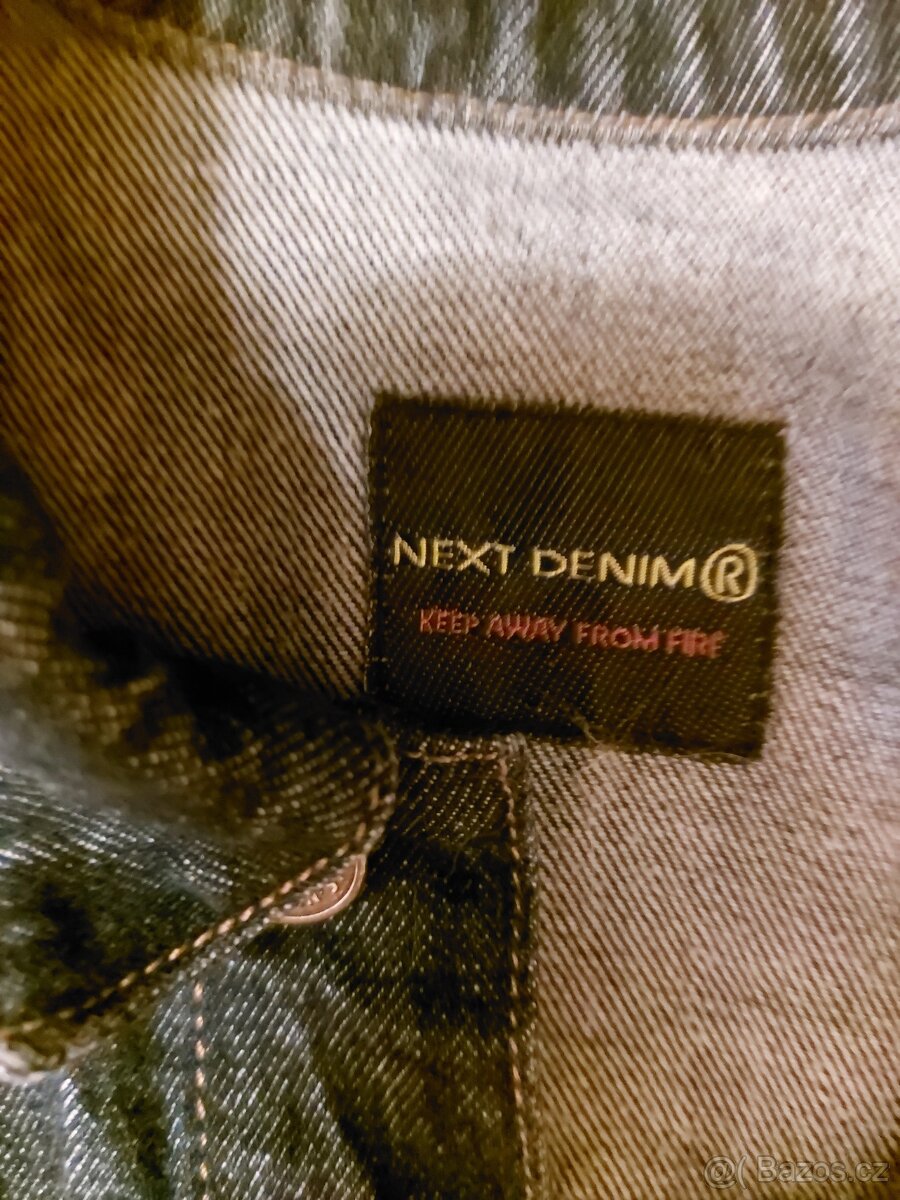 NEXT DENIM®
KEEP AWAY FROM FIRE
@( Bazos.cz